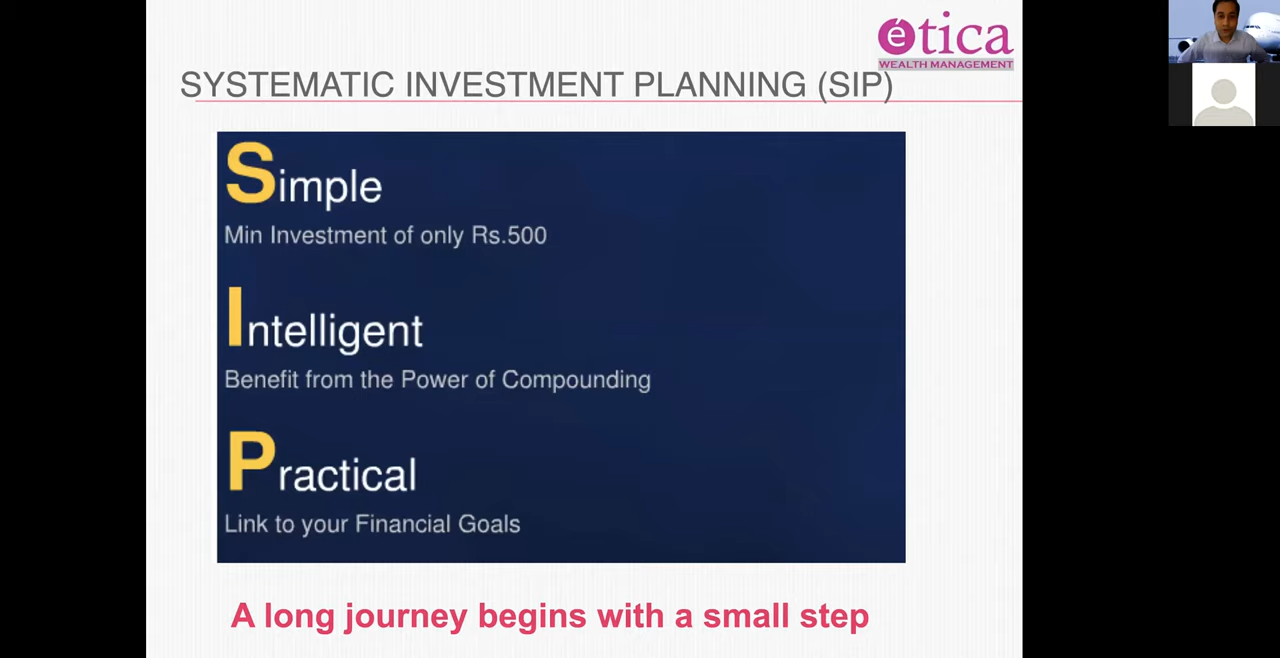 ética
WEALTH MANAGEMENT
SYSTEMATIC INVESTMENT PLANNING (SIP)
Simple
Min Investment of only Rs.500
Intelligent
Benefit from the Power of Compounding
Practical
Link to your Financial Goals
A long journey begins with a small step